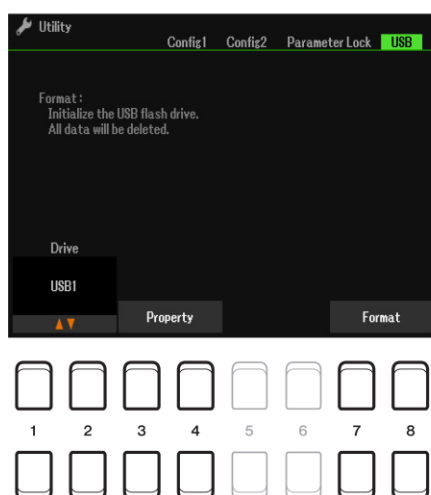 Utility
Config1 Config2 Parameter Lock USB
Format:
Initialize the USB flash drive.
All data will be deleted.
Drive
USB1
Property Format
1 2 3 4 5 6 7 8